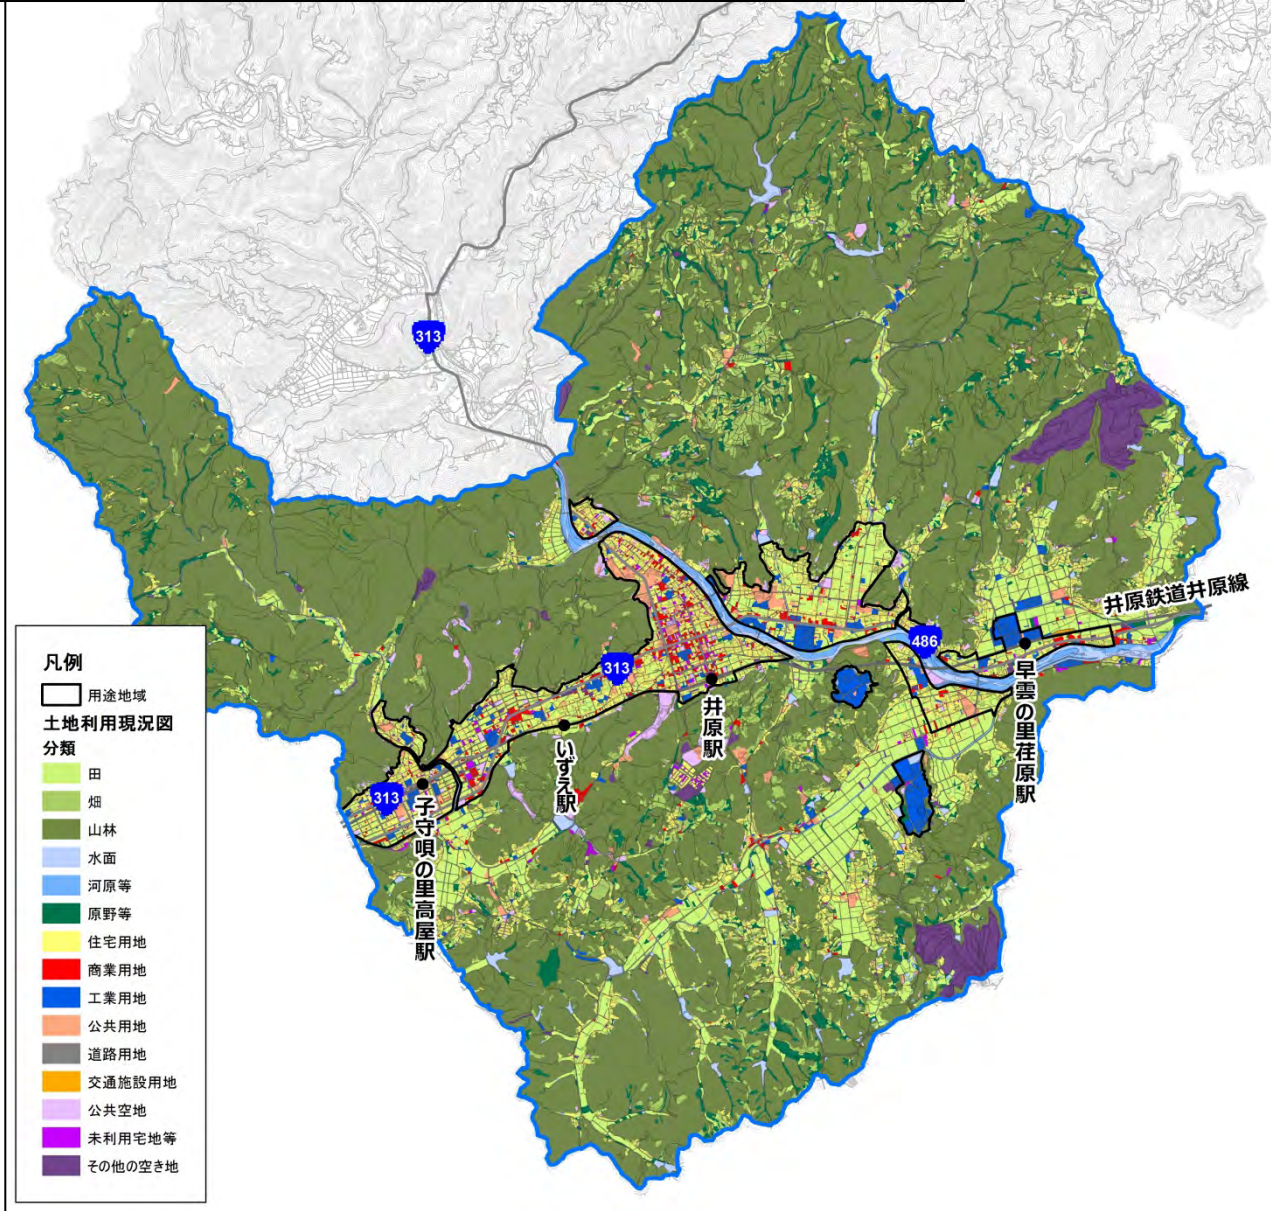 313
486
井原鉄道井原線
313
早雲の里荏原駅
井原駅
いずえ駅
313
子守唄の里高屋駅
凡例
用途地域
土地利用現況図
分類
田
畑
山林
水面
河原等
原野等
住宅用地
商業用地
工業用地
公共用地
道路用地
交通施設用地
公共空地
未利用宅地等
その他の空き地